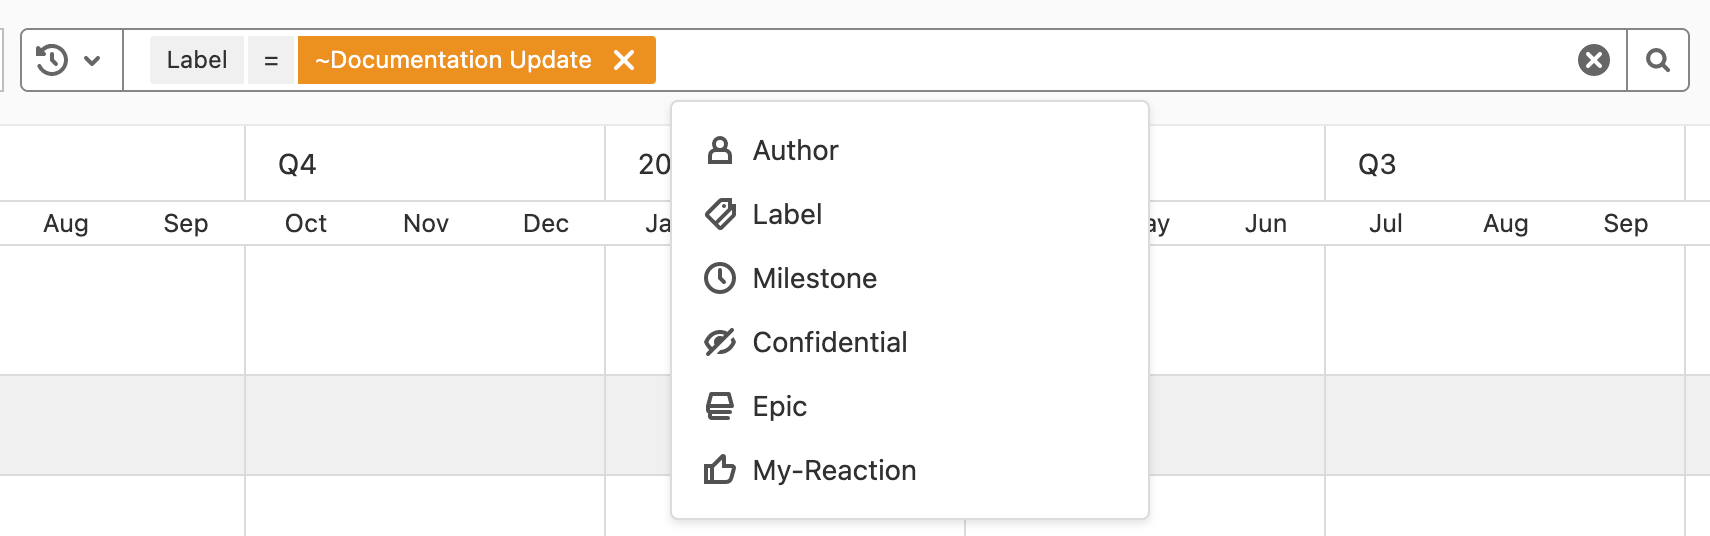 Label = ~Documentation Update
Q4 20 Q3
Aug Sep Oct Nov Dec Ja ay Jun Jul Aug Sep
Author
Label
Milestone
Confidential
Epic
My-Reaction